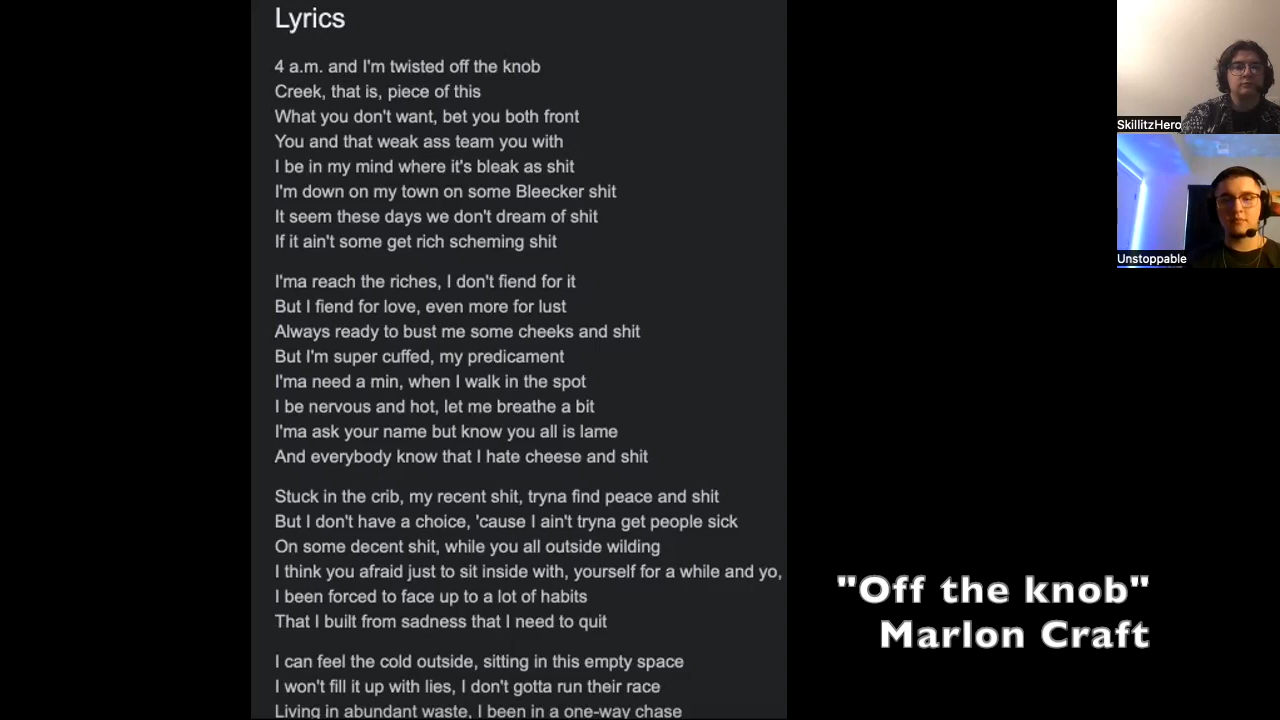 Lyrics
4 a.m. and I'm twisted off the knob
Creek, that is, piece of this
What you don't want, bet you both front
You and that weak ass team you with
I be in my mind where it's bleak as shit
I'm down on my town on some Bleecker shit
It seem these days we don't dream of shit
If it ain't some get rich scheming shit
I'ma reach the riches, I don't fiend for it
But I fiend for love, even more for lust
Always ready to bust me some cheeks and shit
But I'm super cuffed, my predicament
I'ma need a min, when I walk in the spot
I be nervous and hot, let me breathe a bit
I'ma ask your name but know you all is lame
And everybody know that I hate cheese and shit
Stuck in the crib, my recent shit, tryna find peace and shit
But I don't have a choice, 'cause I ain't tryna get people sick
On some decent shit, while you all outside wilding
I think you afraid just to sit inside with, yourself for a while and yo,
I been forced to face up to a lot of habits
That I built from sadness that I need to quit
I can feel the cold outside, sitting in this empty space
I won't fill it up with lies, I don't gotta run their race
Living in abundant waste, I been in a one-way chase
SkillitzHero
Unstoppable
"Off the knob"
Marlon Craft